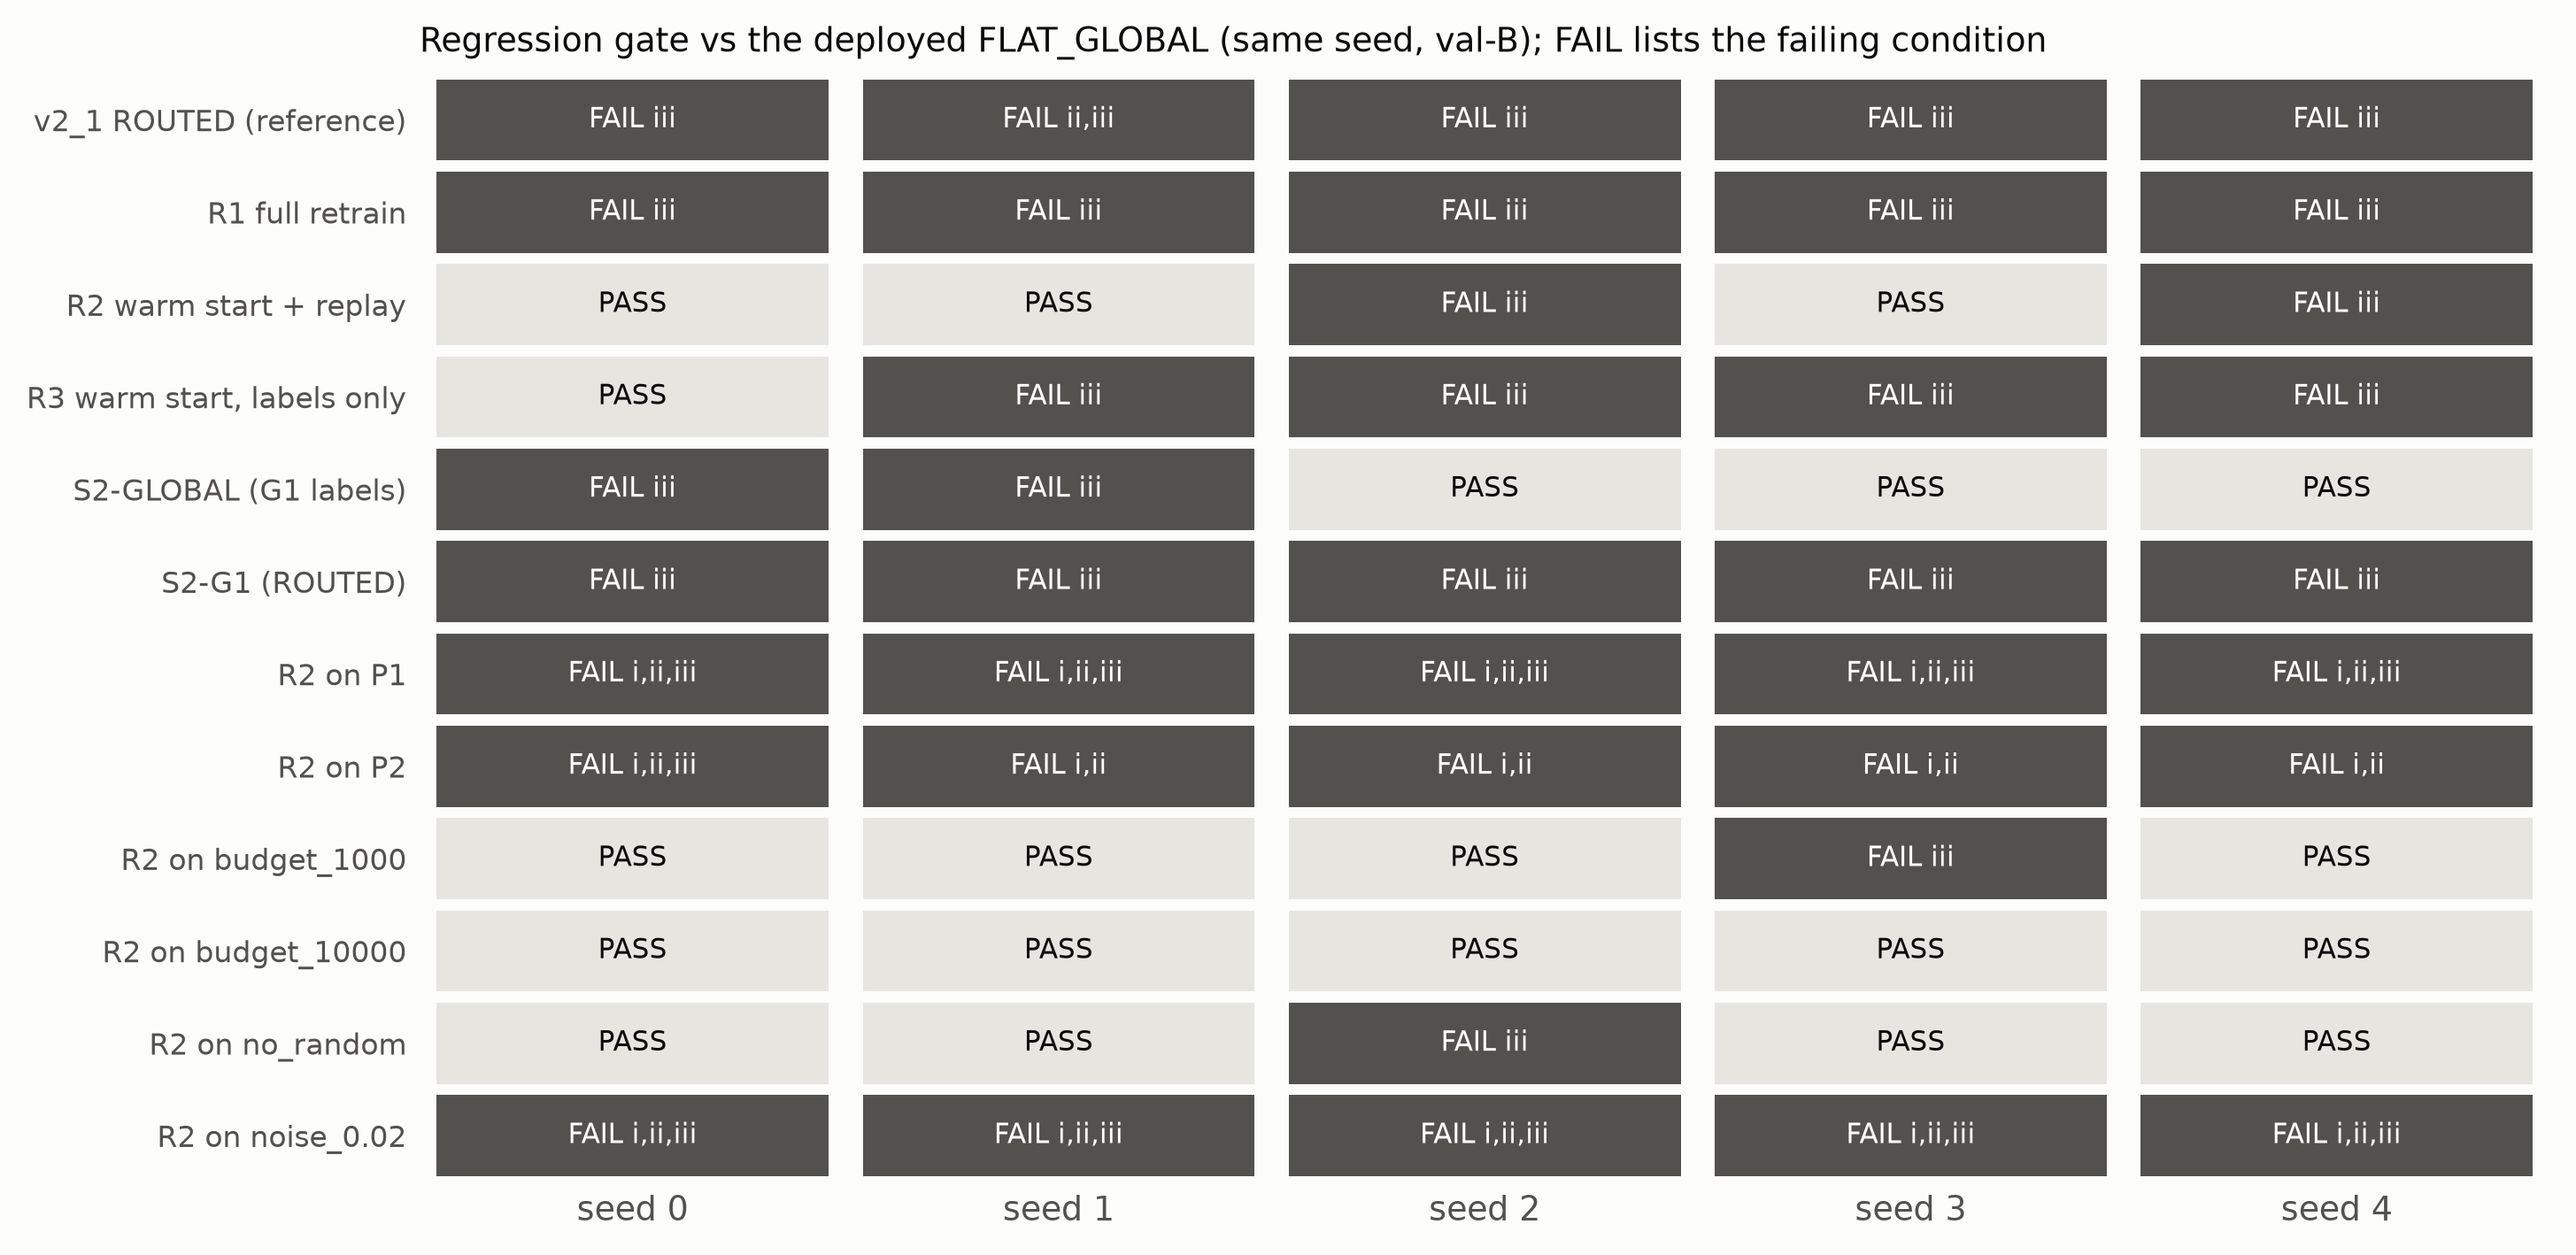 Regression gate vs the deployed FLAT_GLOBAL (same seed, val-B); FAIL lists the failing condition
v2_1 ROUTED (reference) FAIL iii FAIL ii,iii FAIL iii FAIL iii FAIL iii
R1 full retrain FAIL iii FAIL iii FAIL iii FAIL iii FAIL iii
R2 warm start + replay PASS PASS FAIL iii PASS FAIL iii
R3 warm start, labels only PASS FAIL iii FAIL iii FAIL iii FAIL iii
S2-GLOBAL (G1 labels) FAIL iii FAIL iii PASS PASS PASS
S2-G1 (ROUTED) FAIL iii FAIL iii FAIL iii FAIL iii FAIL iii
R2 on P1 FAIL i,ii,iii FAIL i,ii,iii FAIL i,ii,iii FAIL i,ii,iii FAIL i,ii,iii
R2 on P2 FAIL i,ii,iii FAIL i,ii FAIL i,ii FAIL i,ii FAIL i,ii
R2 on budget_1000 PASS PASS PASS FAIL iii PASS
R2 on budget_10000 PASS PASS PASS PASS PASS
R2 on no_random PASS PASS FAIL iii PASS PASS
R2 on noise_0.02 FAIL i,ii,iii FAIL i,ii,iii FAIL i,ii,iii FAIL i,ii,iii FAIL i,ii,iii
seed 0 seed 1 seed 2 seed 3 seed 4